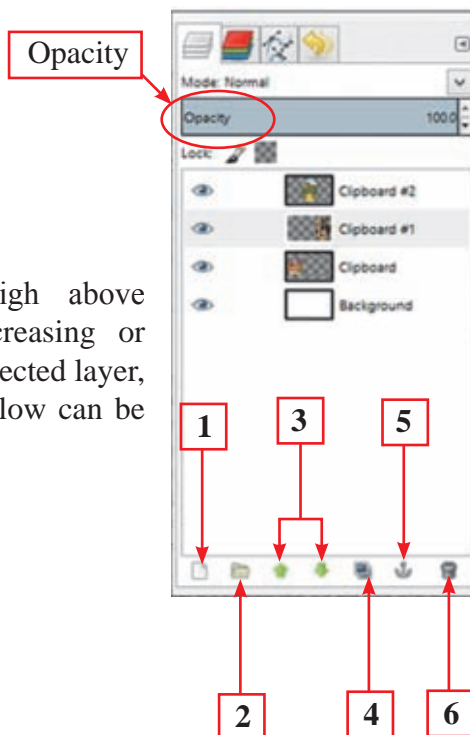 Opacity
Mode: Normal
Opacity 100.0
Lock:
Clipboard #2
Clipboard #1
Clipboard
Background
igh above
creasing or
ected layer,
low can be
1
3
5
2
4
6